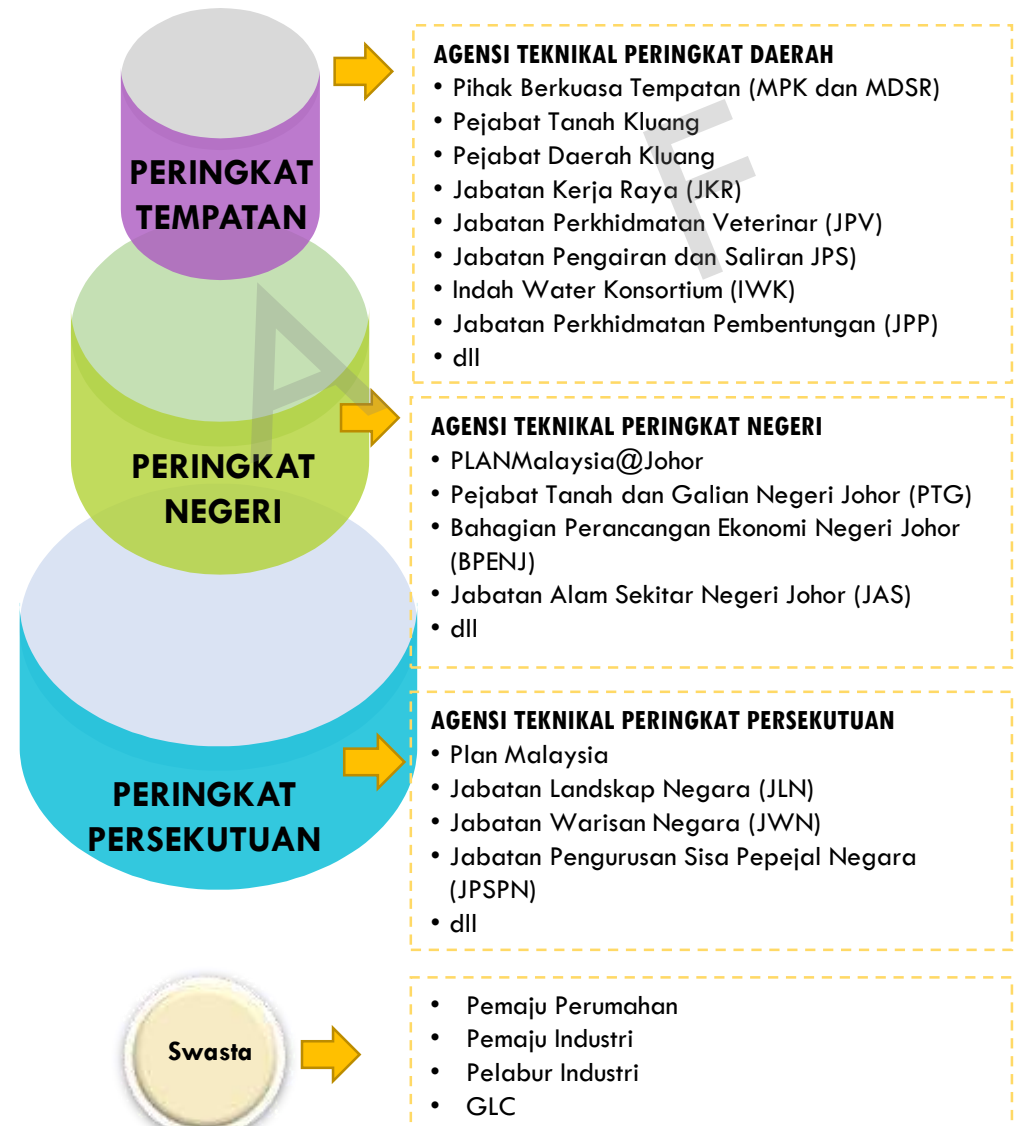 PERINGKAT
TEMPATAN
AGENSI TEKNIKAL PERINGKAT DAERAH
• Pihak Berkuasa Tempatan (MPK dan MDSR)
• Pejabat Tanah Kluang
• Pejabat Daerah Kluang
• Jabatan Kerja Raya (JKR)
• Jabatan Perkhidmatan Veterinar (JPV)
• Jabatan Pengairan dan Saliran JPS)
• Indah Water Konsortium (IWK)
• Jabatan Perkhidmatan Pembentungan (JPP)
• dll
PERINGKAT
NEGERI
AGENSI TEKNIKAL PERINGKAT NEGERI
• PLANMalaysia@Johor
• Pejabat Tanah dan Galian Negeri Johor (PTG)
• Bahagian Perancangan Ekonomi Negeri Johor
(BPENJ)
• Jabatan Alam Sekitar Negeri Johor (JAS)
• dll
PERINGKAT
PERSEKUTUAN
AGENSI TEKNIKAL PERINGKAT PERSEKUTUAN
• Plan Malaysia
• Jabatan Landskap Negara (JLN)
• Jabatan Warisan Negara (JWN)
• Jabatan Pengurusan Sisa Pepejal Negara
(JPSPN)
• dll
Swasta
• Pemaju Perumahan
• Pemaju Industri
• Pelabur Industri
• GLC
A
F